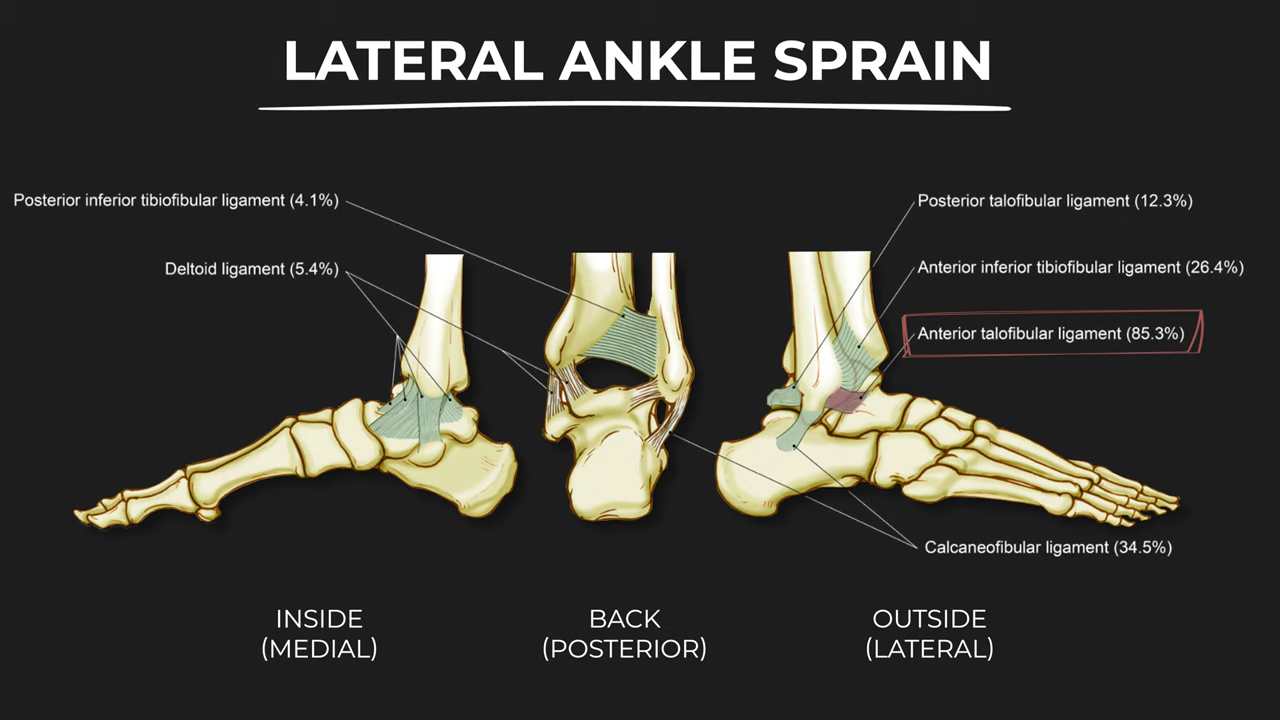 LATERAL ANKLE SPRAIN
Posterior inferior tibiofibular ligament (4.1%)
Deltoid ligament (5.4%)
Posterior talofibular ligament (12.3%)
Anterior inferior tibiofibular ligament (26.4%)
Anterior talofibular ligament (85.3%)
Calcaneofibular ligament (34.5%)
INSIDE
(MEDIAL)
BACK
(POSTERIOR)
OUTSIDE
(LATERAL)